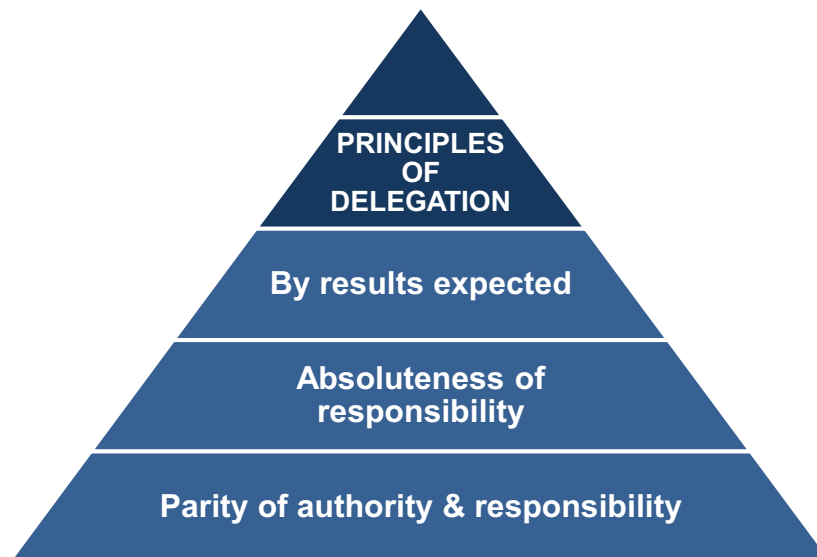 PRINCIPLES
OF
DELEGATION
By results expected
Absoluteness of
responsibility
Parity of authority & responsibility